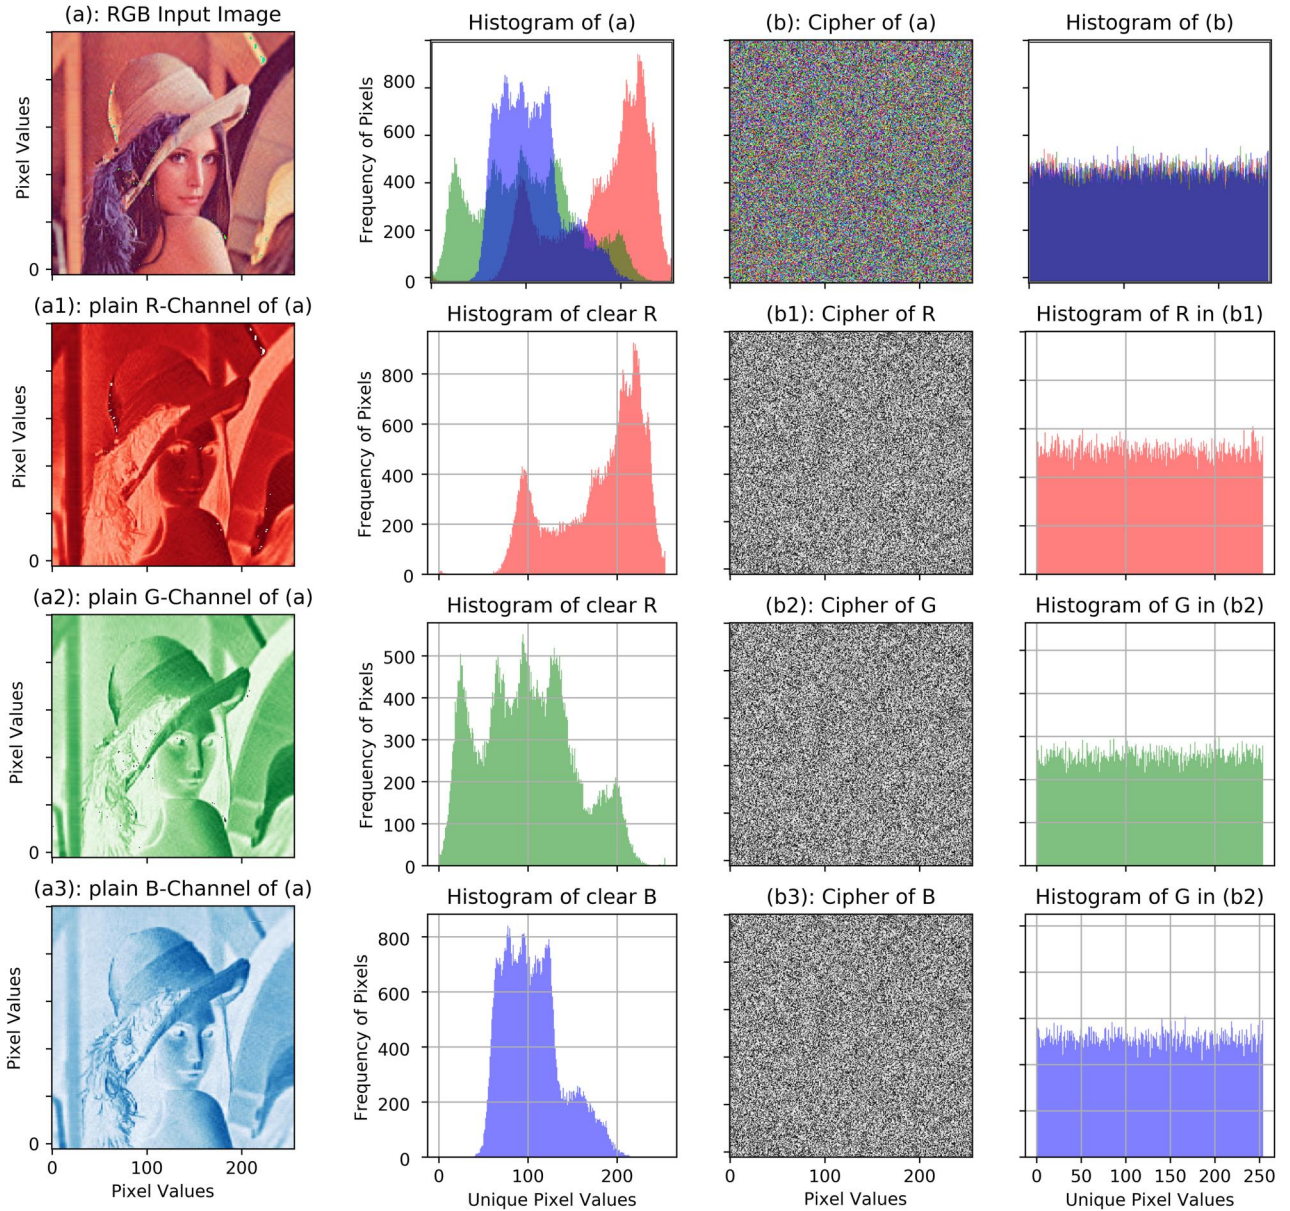 (a): RGB Input Image
Histogram of (a)
(b): Cipher of (a)
Histogram of (b)
Pixel Values
0
Frequency of Pixels
800
600
400
200
0
(a1): plain R-Channel of (a)
Histogram of clear R
(b1): Cipher of R
Histogram of R in (b1)
Pixel Values
0
Frequency of Pixels
800
600
400
200
0
(a2): plain G-Channel of (a)
Histogram of clear R
(b2): Cipher of G
Histogram of G in (b2)
Pixel Values
0
Frequency of Pixels
500
400
300
200
100
0
(a3): plain B-Channel of (a)
Histogram of clear B
(b3): Cipher of B
Histogram of G in (b2)
Pixel Values
0
Frequency of Pixels
800
600
400
200
0
0 100 200
0 100 200
0 100 200
0 50 100 150 200 250
Pixel Values
Unique Pixel Values
Pixel Values
Unique Pixel Values